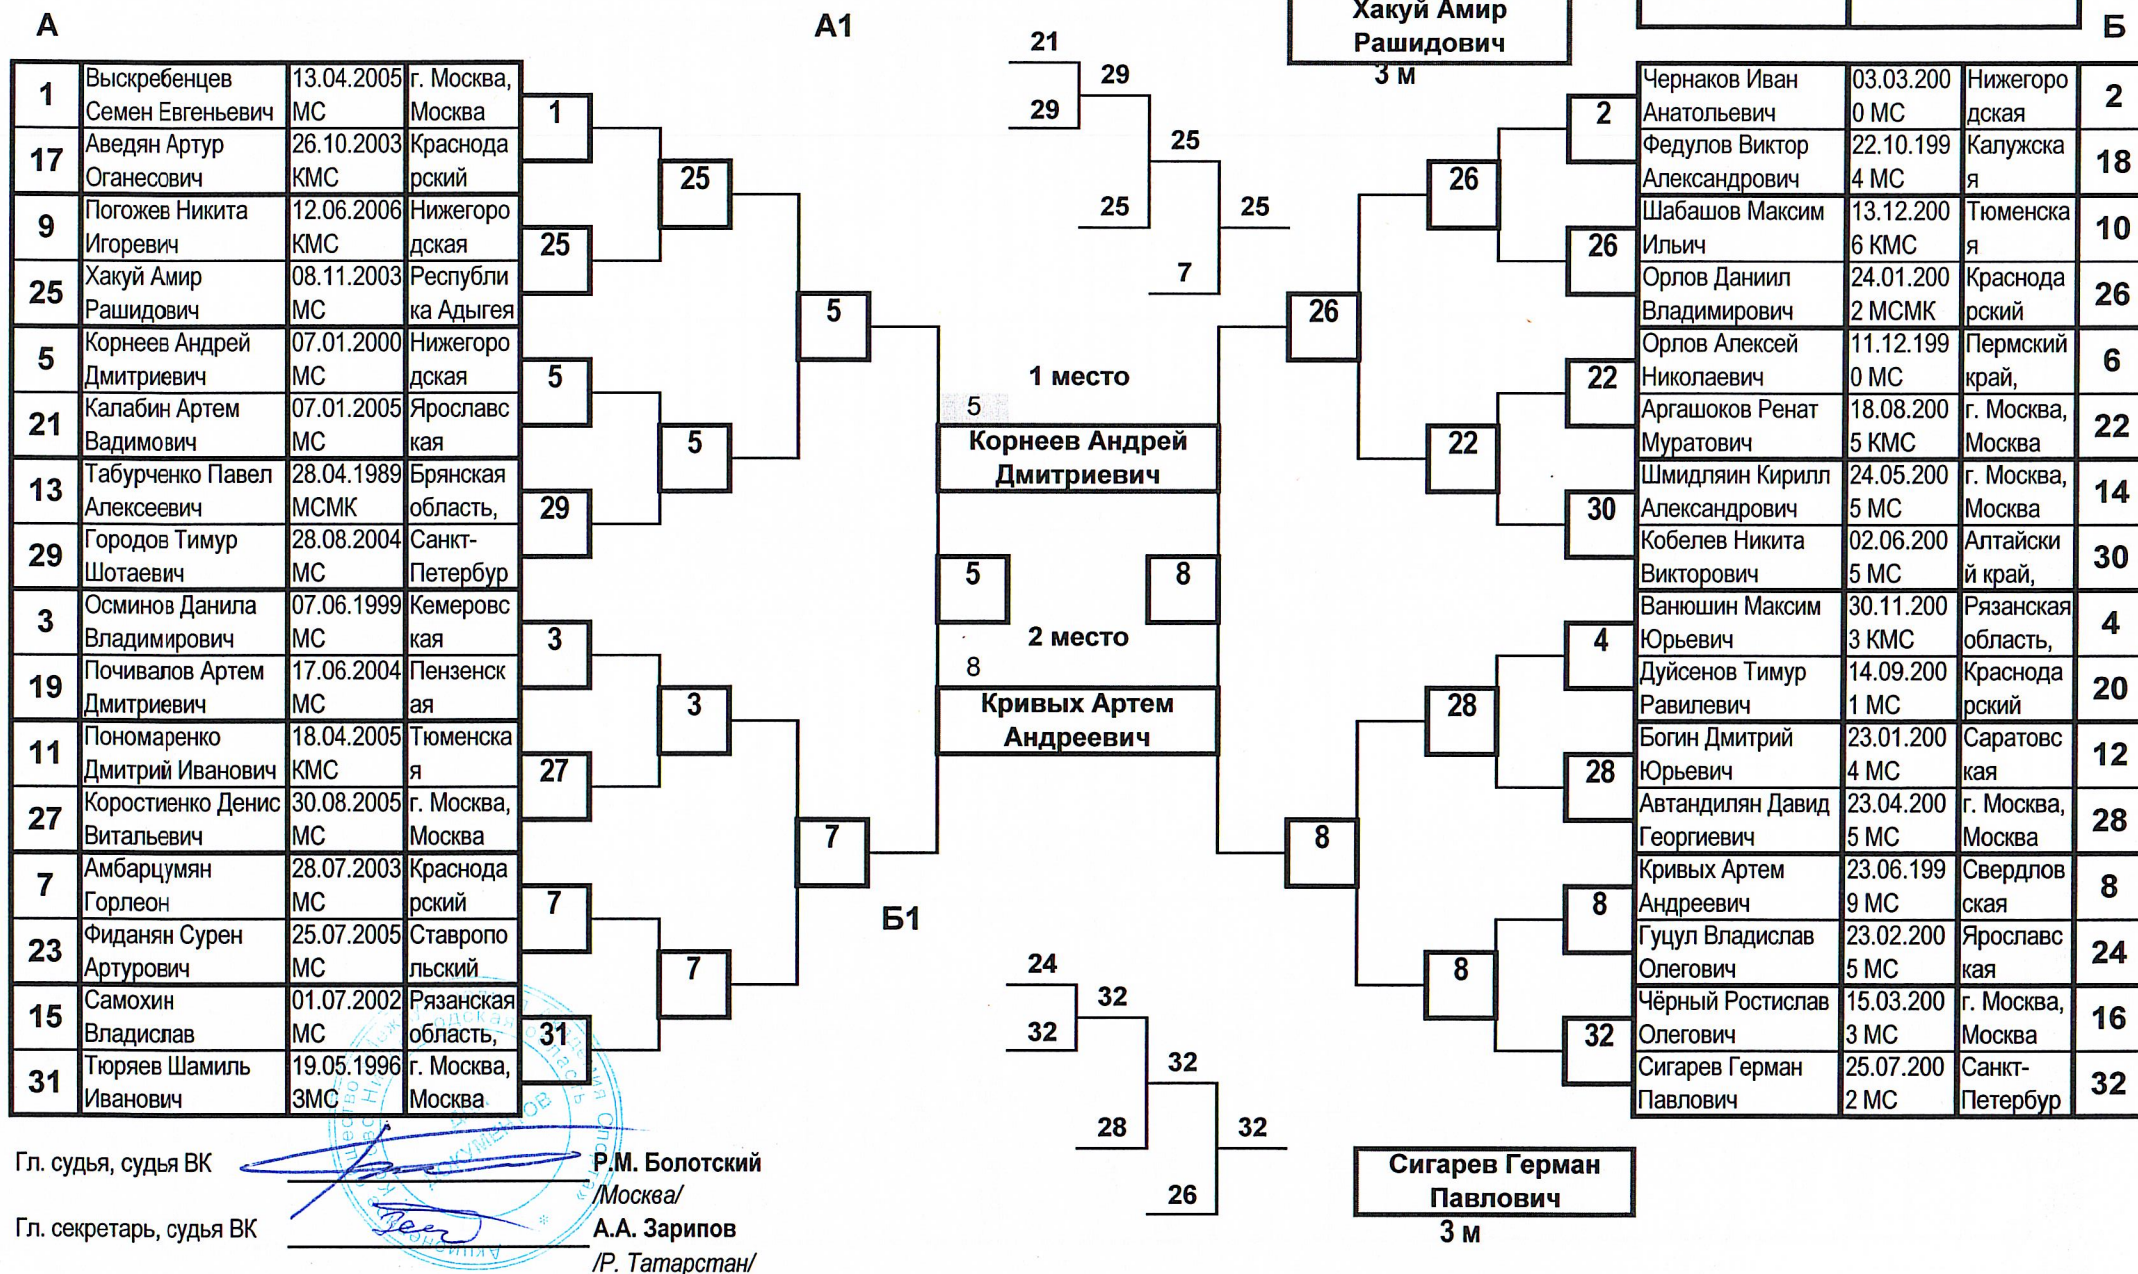 А
А1
Хакуй Амир
Рашидович
3 м
Б
1
Выскребенцев
Семен Евгеньевич
13.04.2005
МС
г. Москва,
Москва
17
Аведян Артур
Оганесович
26.10.2003
КМС
Краснода
рский
9
Погожев Никита
Игоревич
12.06.2006
КМС
Нижегоро
дская
25
Хакуй Амир
Рашидович
08.11.2003
МС
Республи
ка Адыгея
5
Корнеев Андрей
Дмитриевич
07.01.2000
МС
Нижегоро
дская
21
Калабин Артем
Вадимович
07.01.2005
МС
Ярославс
кая
13
Табурченко Павел
Алексеевич
28.04.1989
МСМК
Брянская
область,
29
Городов Тимур
Шотаевич
28.08.2004
МС
Санкт-
Петербур
3
Осминов Данила
Владимирович
07.06.1999
МС
Кемеровс
кая
19
Почивалов Артем
Дмитриевич
17.06.2004
МС
Пензенск
ая
11
Пономаренко
Дмитрий Иванович
18.04.2005
КМС
Тюменска
я
27
Коростиенко Денис
Витальевич
30.08.2005
МС
г. Москва,
Москва
7
Амбарцумян
Горлеон
28.07.2003
МС
Краснода
рский
23
Фиданян Сурен
Артурович
25.07.2005
МС
Ставропо
льский
15
Самохин
Владислав
01.07.2002
МС
Рязанская
область,
31
Тюряев Шамиль
Иванович
19.05.1996
ЗМС
г. Москва,
Москва
1
25
5
29
3
27
7
31
25
5
3
7
5
7
21
29
29
25
25
25
7
1 место
5
Корнеев Андрей
Дмитриевич
5
8
2 место
8
Кривых Артем
Андреевич
Б1
24
32
32
32
28
32
26
26
8
26
22
28
8
2
26
22
30
4
28
8
32
Чернаков Иван
Анатольевич
03.03.200
0 МС
Нижегоро
дская
2
Федулов Виктор
Александрович
22.10.199
4 МС
Калужска
я
18
Шабашов Максим
Ильич
13.12.200
6 КМС
Тюменска
я
10
Орлов Даниил
Владимирович
24.01.200
2 МСМК
Краснода
рский
26
Орлов Алексей
Николаевич
11.12.199
0 МС
Пермский
край,
6
Аргашоков Ренат
Муратович
18.08.200
5 КМС
г. Москва,
Москва
22
Шмидляин Кирилл
Александрович
24.05.200
5 МС
г. Москва,
Москва
14
Кобелев Никита
Викторович
02.06.200
5 МС
Алтайски
й край,
30
Ванюшин Максим
Юрьевич
30.11.200
3 КМС
Рязанская
область,
4
Дуйсенов Тимур
Равилевич
14.09.200
1 МС
Краснода
рский
20
Богин Дмитрий
Юрьевич
23.01.200
4 МС
Саратовс
кая
12
Автандилян Давид
Георгиевич
23.04.200
5 МС
г. Москва,
Москва
28
Кривых Артем
Андреевич
23.06.199
9 МС
Свердлов
ская
8
Гуцул Владислав
Олегович
23.02.200
5 МС
Ярославс
кая
24
Чёрный Ростислав
Олегович
15.03.200
3 МС
г. Москва,
Москва
16
Сигарев Герман
Павлович
25.07.200
2 МС
Санкт-
Петербур
32
Сигарев Герман
Павлович
3 м
Гл. судья, судья ВК
Р.М. Болотский
/Москва/
Гл. секретарь, судья ВК
А.А. Зарипов
/Р. Татарстан/